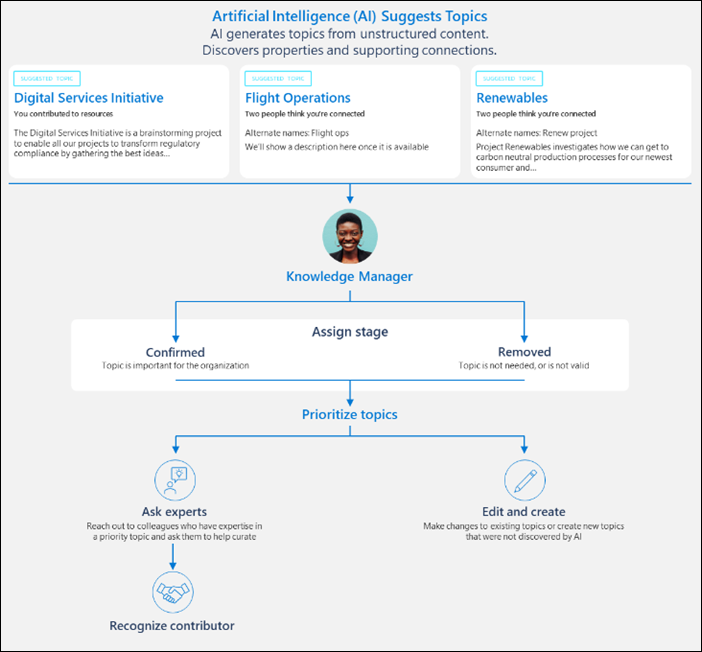 Artificial Intelligence (AI) Suggests Topics
AI generates topics from unstructured content.
Discovers properties and supporting connections.
SUGGESTED TOPIC
Digital Services Initiative
You contributed to resources
The Digital Services Initiative is a brainstorming project
to enable all our projects to transform regulatory
compliance by gathering the best ideas...
SUGGESTED TOPIC
Flight Operations
Two people think you're connected
Alternate names: Flight ops
We'll show a description here once it is available
SUGGESTED TOPIC
Renewables
Two people think you're connected
Alternate names: Renew project
Project Renewables investigates how we can get to
carbon neutral production processes for our newest
consumer and...
Knowledge Manager
Assign stage
Confirmed
Topic is important for the organization
Removed
Topic is not needed, or is not valid
Prioritize topics
Ask experts
Reach out to colleagues who have expertise in
a priority topic and ask them to help curate
Edit and create
Make changes to existing topics or create new topics
that were not discovered by AI
Recognize contributor